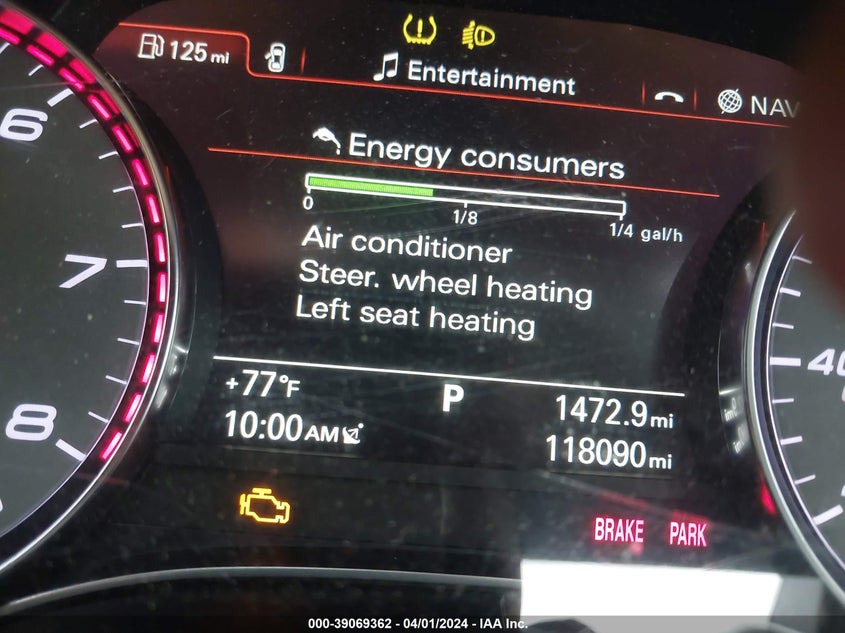 125 mi
Entertainment
NAV
Energy consumers
0 1/8 1/4 gal/h
Air conditioner
Steer. wheel heating
Left seat heating
+77°F P 1472.9 mi
10:00 AM 118090 mi
BRAKE PARK
6
7
8
40
000-39069362 - 04/01/2024 - IAA Inc.